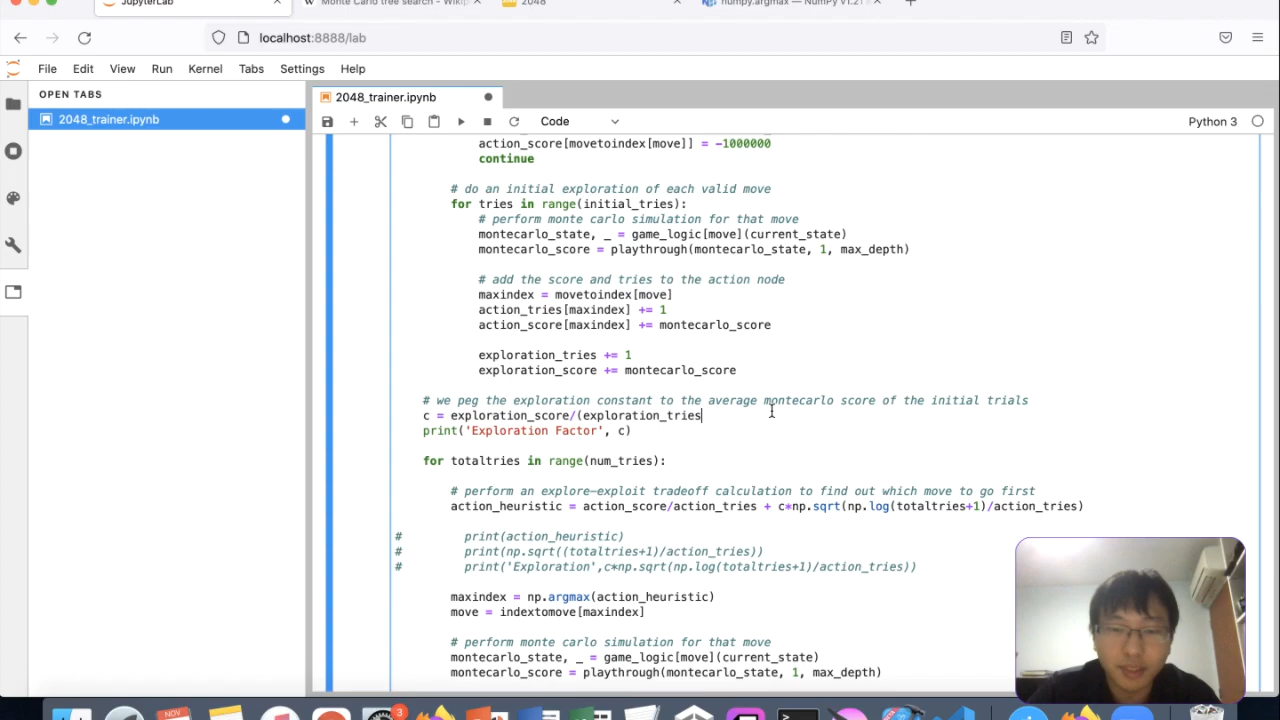 JupyterLab
Monte Carlo tree search - Wikip
2048
numpy.argmax — NumPy v1.21
localhost:8888/lab
File Edit View Run Kernel Tabs Settings Help
OPEN TABS
2048_trainer.ipynb
2048_trainer.ipynb
Code
Python 3
action_score[movetoindex[move]] = -1000000
continue
# do an initial exploration of each valid move
for tries in range(initial_tries):
# perform monte carlo simulation for that move
montecarlo_state, _ = game_logic[move](current_state)
montecarlo_score = playthrough(montecarlo_state, 1, max_depth)
# add the score and tries to the action node
maxindex = movetoindex[move]
action_tries[maxindex] += 1
action_score[maxindex] += montecarlo_score
exploration_tries += 1
exploration_score += montecarlo_score
# we peg the exploration constant to the average montecarlo score of the initial trials
c = exploration_score/(exploration_tries
print('Exploration Factor', c)
for totaltries in range(num_tries):
# perform an explore-exploit tradeoff calculation to find out which move to go first
action_heuristic = action_score/action_tries + c*np.sqrt(np.log(totaltries+1)/action_tries)
# print(action_heuristic)
# print(np.sqrt((totaltries+1)/action_tries))
# print('Exploration',c*np.sqrt(np.log(totaltries+1)/action_tries))
maxindex = np.argmax(action_heuristic)
move = indextomove[maxindex]
# perform monte carlo simulation for that move
montecarlo_state, _ = game_logic[move](current_state)
montecarlo_score = playthrough(montecarlo_state, 1, max_depth)
NOV
3